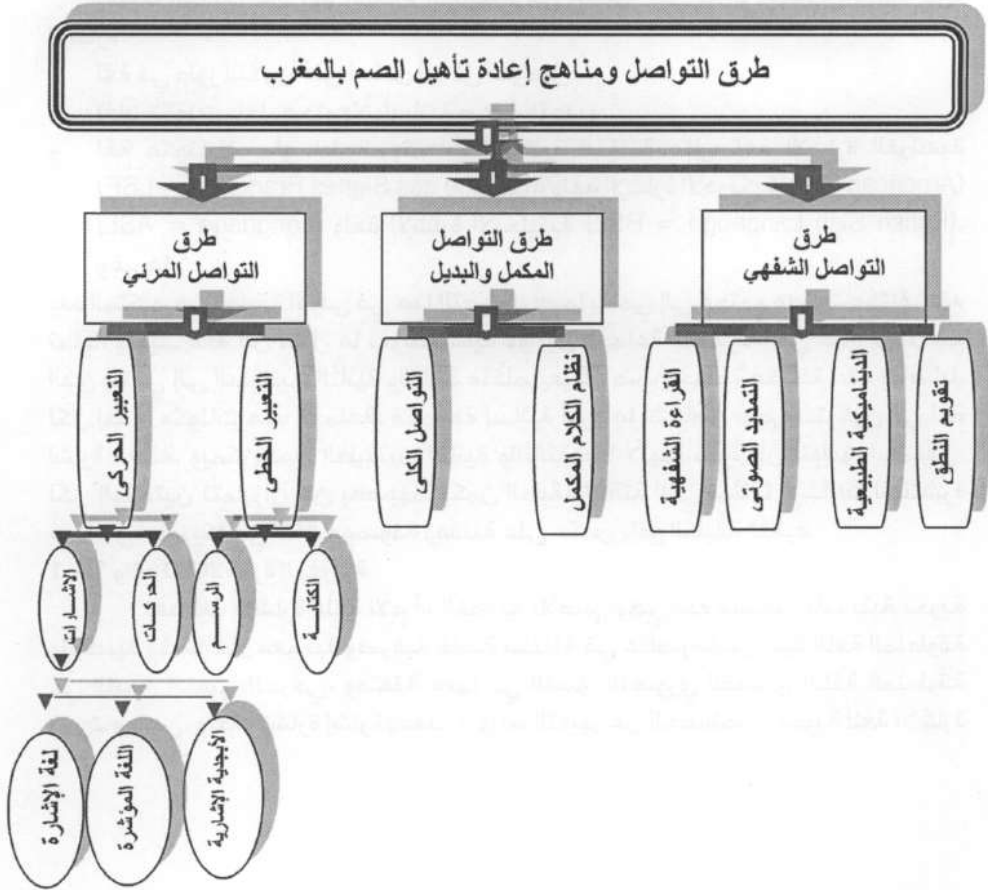 طرق التواصل ومناهج إعادة تأهيل الصم بالمغرب
طرق
التواصل الشفهي
طرق التواصل
المكمل والبديل
طرق
التواصل المرئي
تقويم النطق
الديناميكية الطبيعية
التمديد الصوتي
القراءة الشفهية
نظام الكلام المكمل
التواصل الكلي
التعبير الخطي
التعبير الحركي
الكتابة
الرسم
الحركات
الاشارات
الأبجدية الإشارية
اللغة المؤشرة
لغة الإشارة